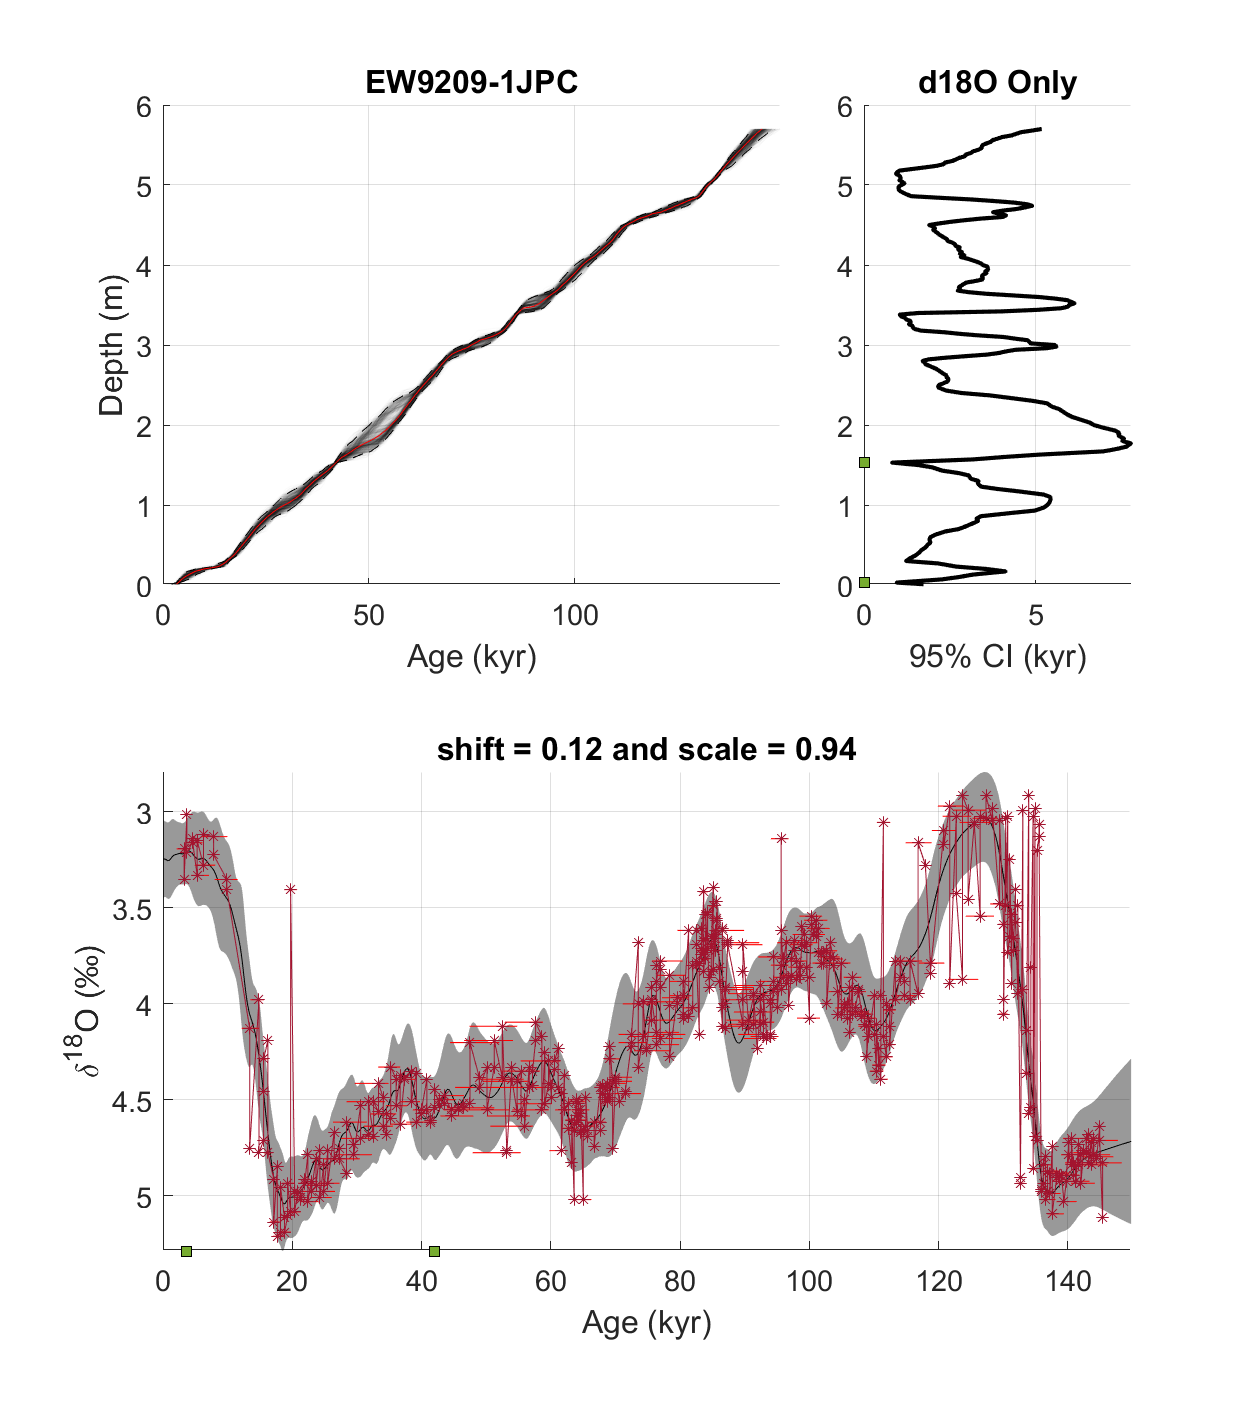 EW9209-1JPC
d18O Only
6
5
4
3
2
1
0
Depth (m)
0 50 100
Age (kyr)
6
5
4
3
2
1
0
0 5
95% CI (kyr)
shift = 0.12 and scale = 0.94
3
3.5
4
4.5
5
δ18O (‰)
0 20 40 60 80 100 120 140
Age (kyr)